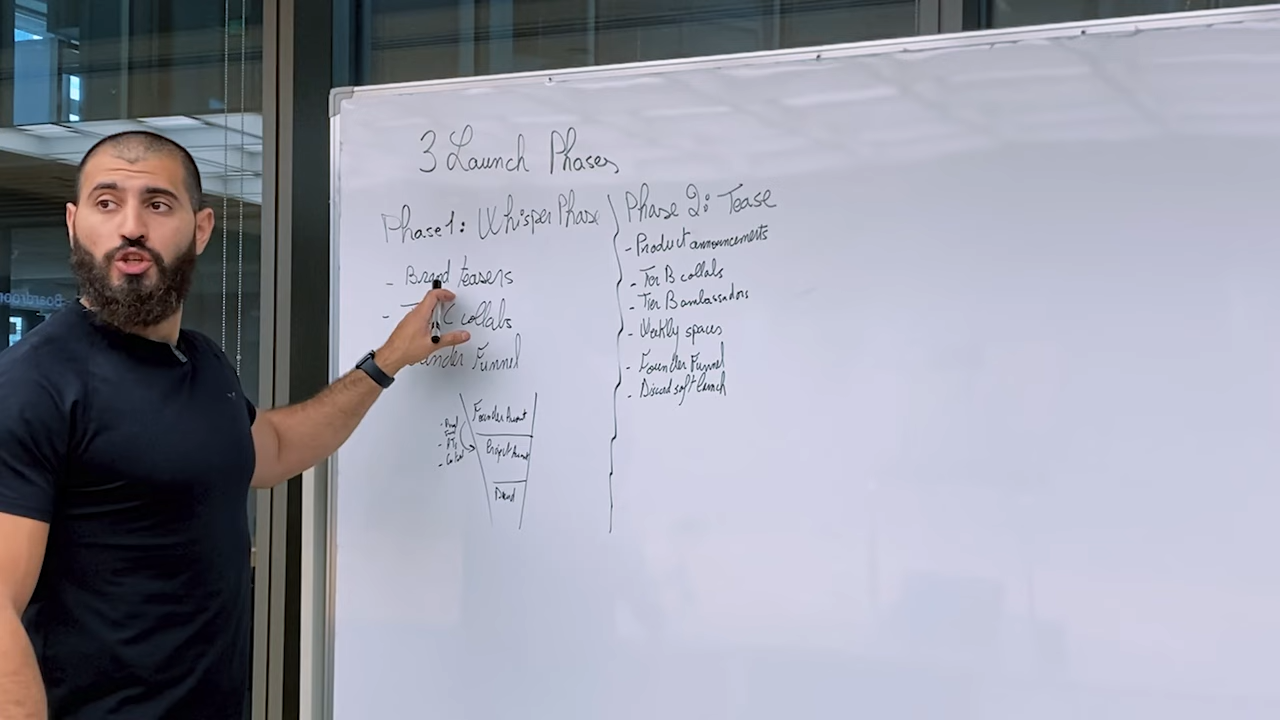 3 Launch Phases
Phase 1: Whisper Phase
- Brand teasers
- C collabs
Funnel
Founder Account
Project Account
Discord
Phase 2: Tease
- Product announcements
- Tier B collabs
- Tier B ambassadors
- Weekly spaces
- Founder Funnel
- Discord soft launch
Boardroom